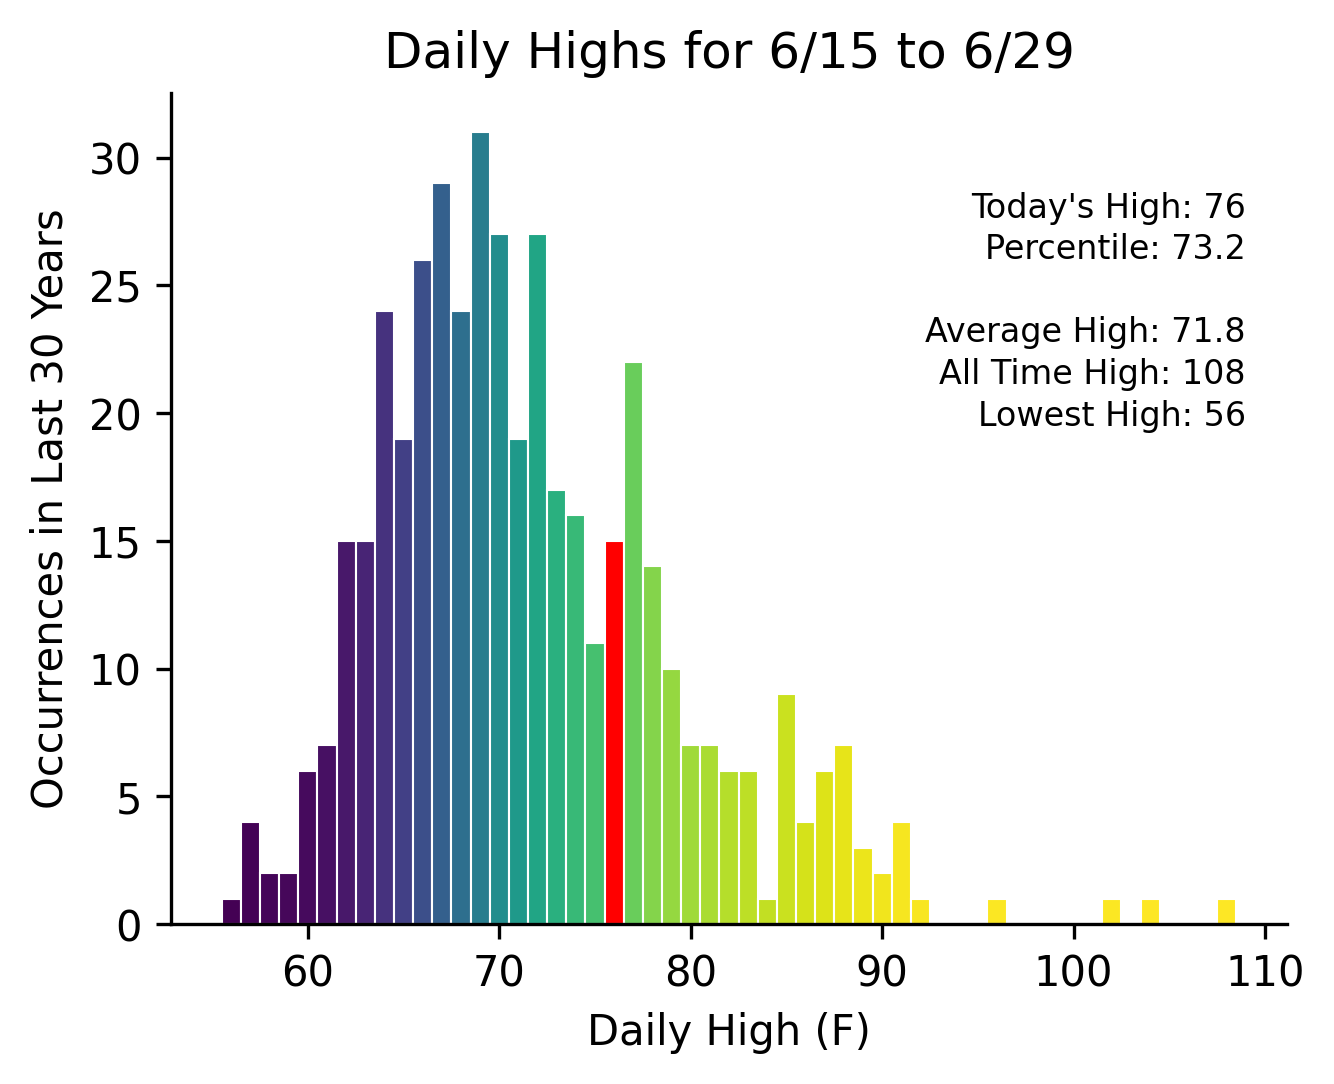 Daily Highs for 6/15 to 6/29
Today's High: 76
Percentile: 73.2
Average High: 71.8
All Time High: 108
Lowest High: 56
Occurrences in Last 30 Years
30
25
20
15
10
5
0
60
70
80
90
100
110
Daily High (F)